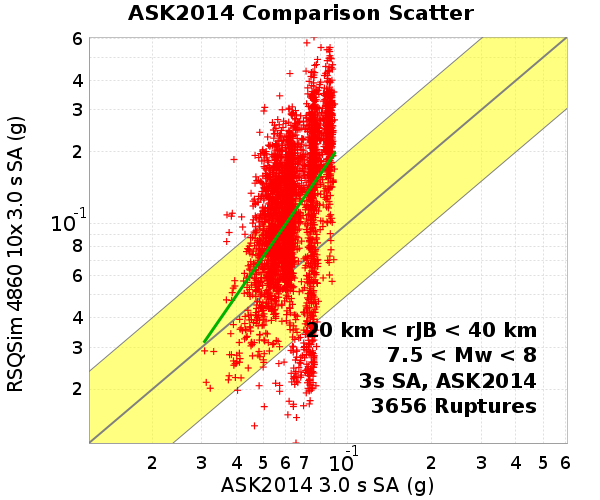 ASK2014 Comparison Scatter
RSQSim 4860 10x 3.0 s SA (g)
6
4
3
2
10^-1
8
6
4
3
2
20 km < rJB < 40 km
7.5 < Mw < 8
3s SA, ASK2014
3656 Ruptures
2 3 4 5 6 7 10^-1 2 3 4 5 6
ASK2014 3.0 s SA (g)